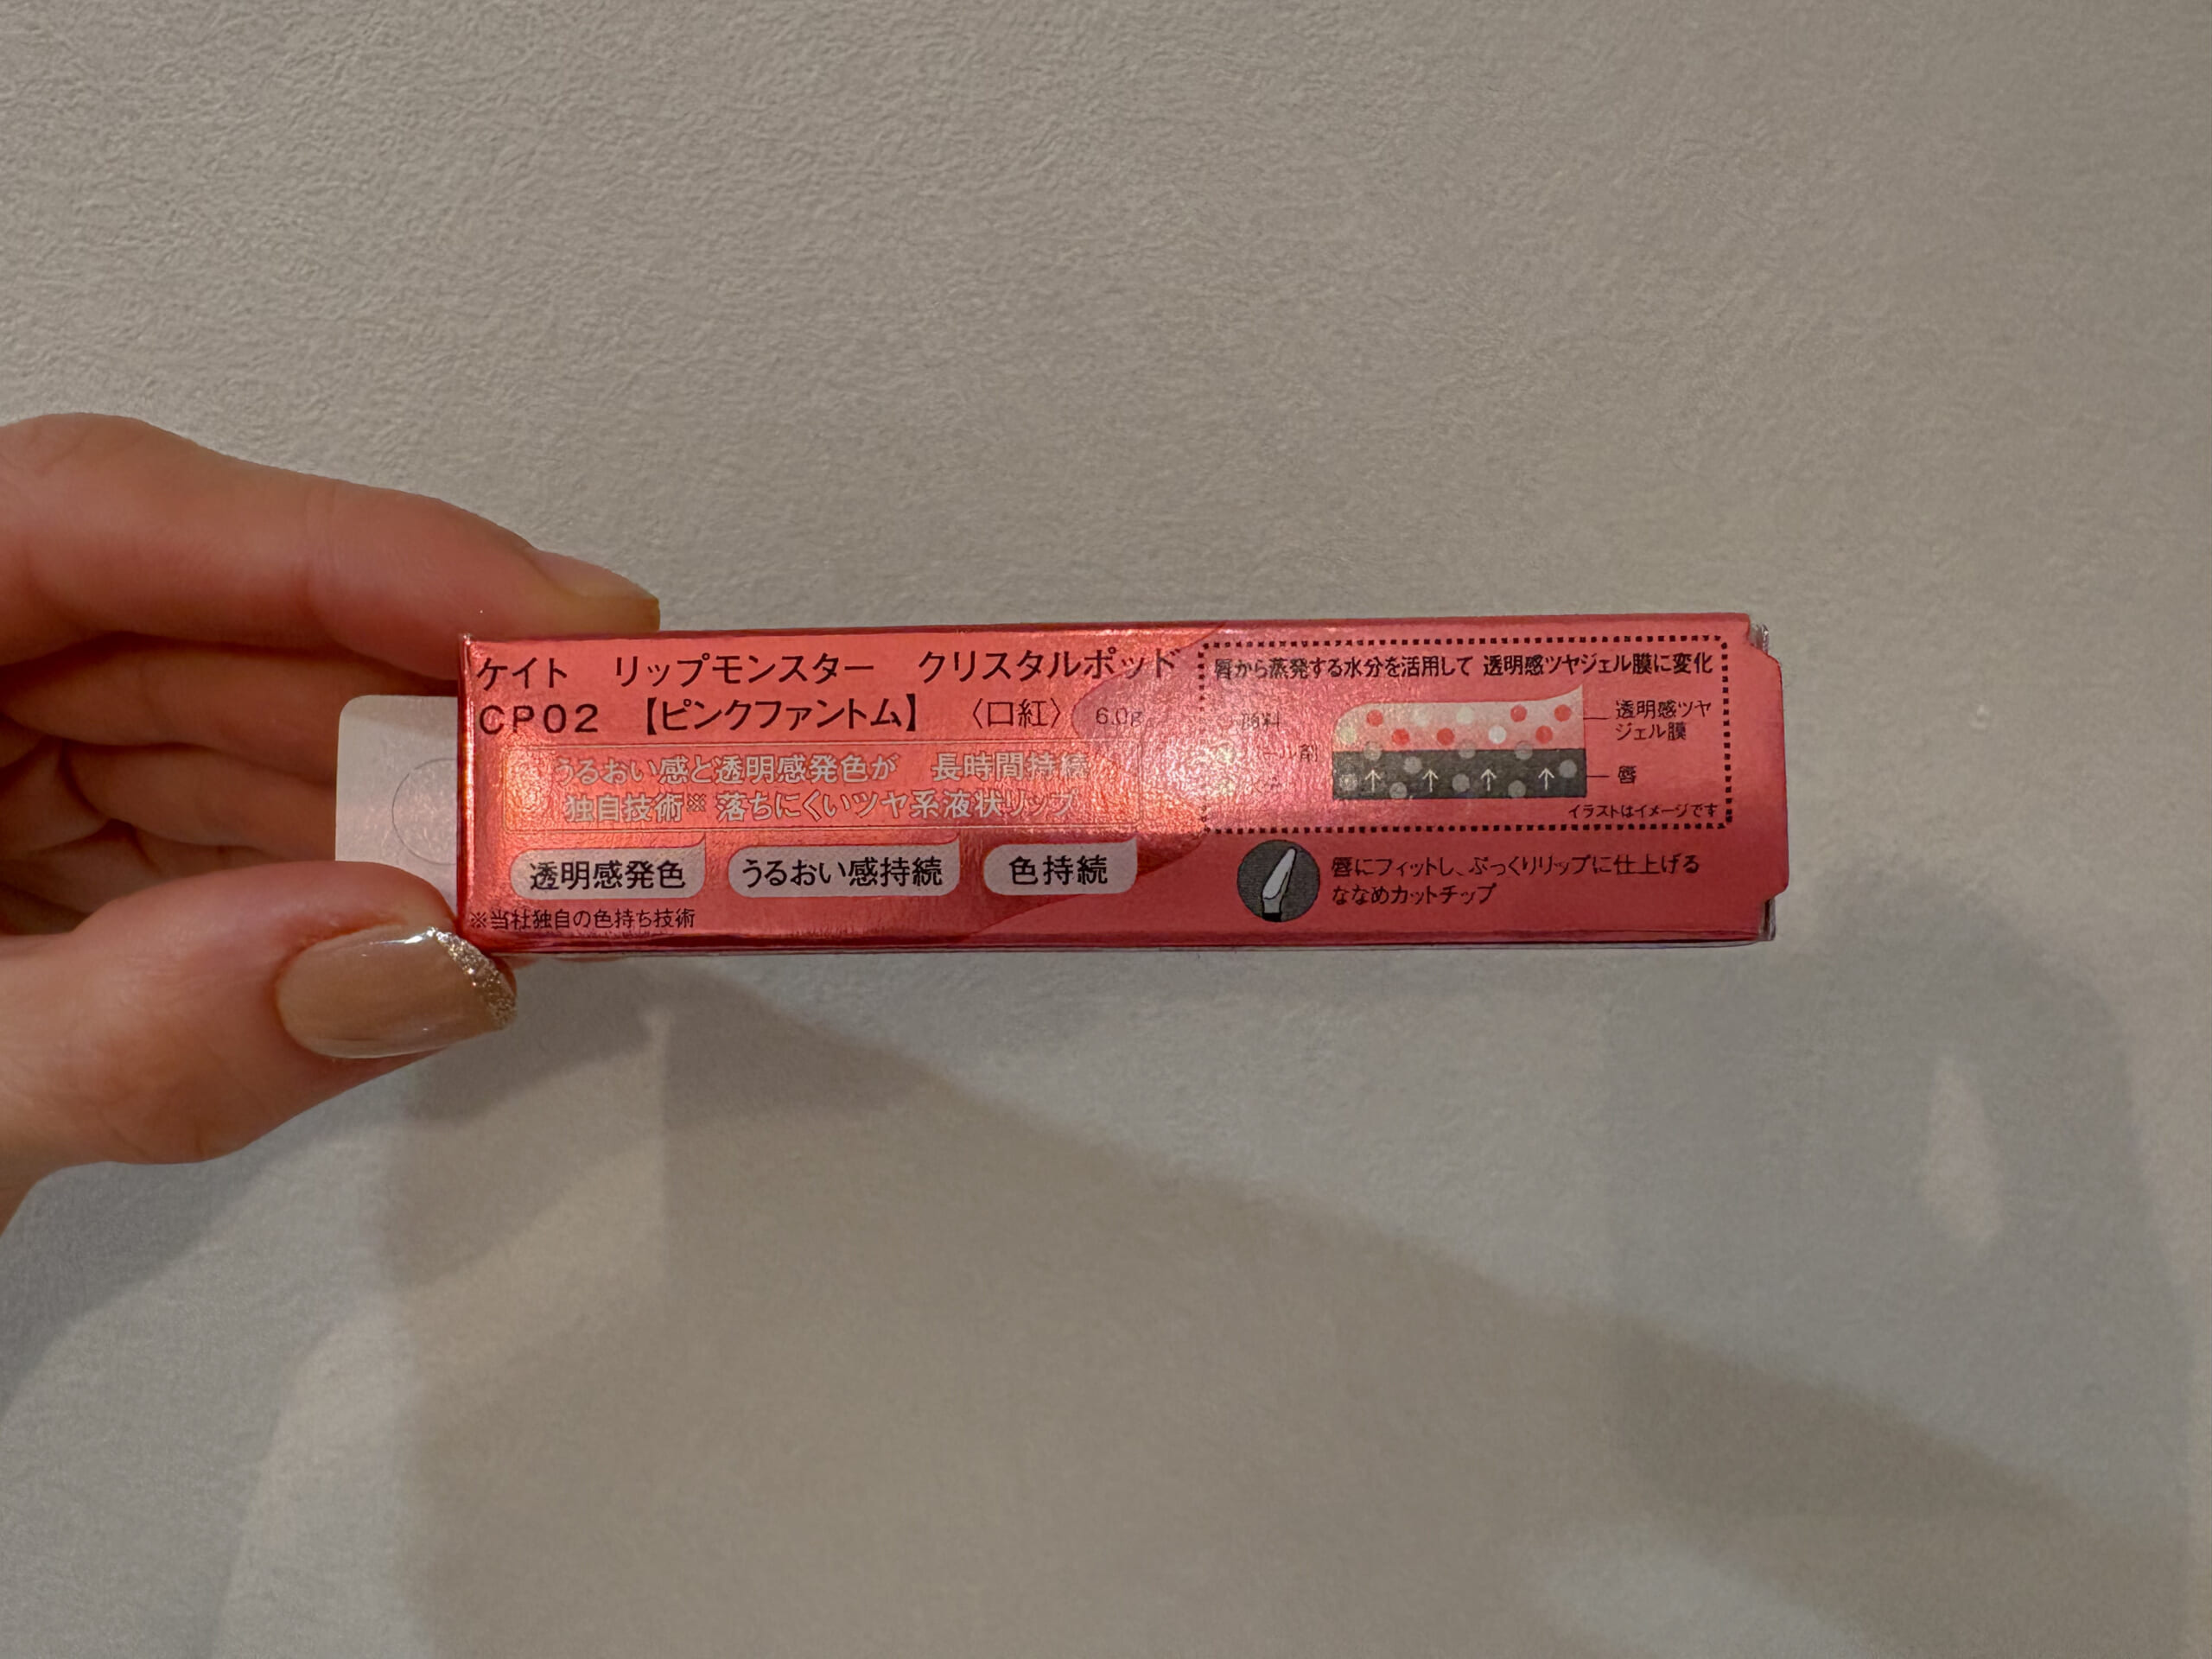 ケイト リップモンスター クリスタルポッド
CP02 【ピンクファントム】 〈口紅〉 6.0g
うるおい感と透明感発色が 長時間持続
独自技術※ 落ちにくいツヤ系液状リップ
透明感発色 うるおい感持続 色持続
※当社独自の色持ち技術
唇から蒸発する水分を活用して 透明感ツヤジェル膜に変化
顔料
透明感ツヤ
ジェル膜
唇
イラストはイメージです
唇にフィットし、ぷっくりリップに仕上げる
ななめカットチップ